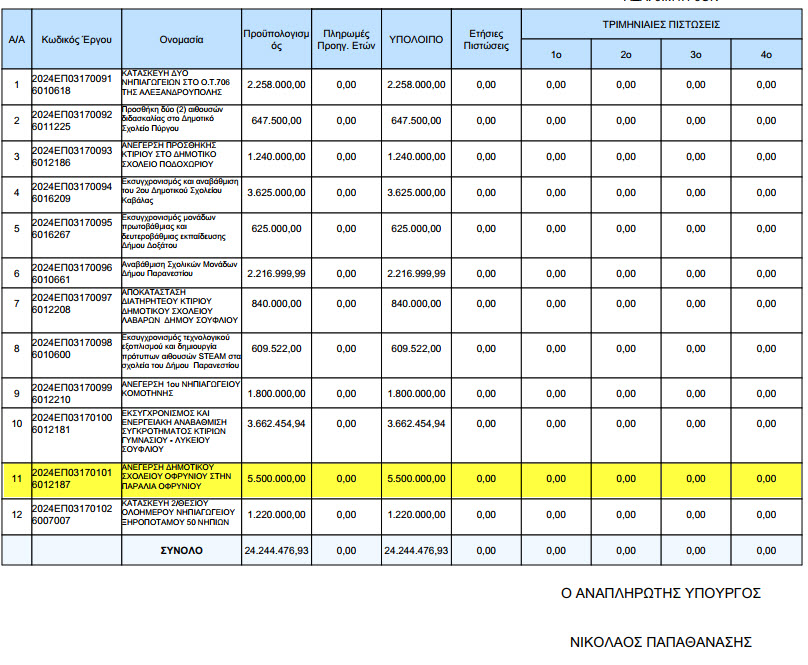 Α/Α Κωδικός Έργου Ονομασία Προϋπολογισμός Πληρωμές Προηγ. Ετών ΥΠΟΛΟΙΠΟ Ετήσιες Πιστώσεις ΤΡΙΜΗΝΙΑΙΕΣ ΠΙΣΤΩΣΕΙΣ
1ο 2ο 3ο 4ο
1 2024ΕΠ03170091 6010618 ΚΑΤΑΣΚΕΥΗ ΔΥΟ ΝΗΠΙΑΓΩΓΕΙΩΝ ΣΤΟ Ο.Τ.706 ΤΗΣ ΑΛΕΞΑΝΔΡΟΥΠΟΛΗΣ 2.258.000,00 0,00 2.258.000,00 0,00 0,00 0,00 0,00 0,00
2 2024ΕΠ03170092 6011225 Προσθήκη δύο (2) αιθουσών διδασκαλίας στο Δημοτικό Σχολείο Πύργου 647.500,00 0,00 647.500,00 0,00 0,00 0,00 0,00 0,00
3 2024ΕΠ03170093 6012186 ΑΝΕΓΕΡΣΗ ΠΡΟΣΘΗΚΗΣ ΚΤΙΡΙΟΥ ΣΤΟ ΔΗΜΟΤΙΚΟ ΣΧΟΛΕΙΟ ΠΟΔΟΧΩΡΙΟΥ 1.240.000,00 0,00 1.240.000,00 0,00 0,00 0,00 0,00 0,00
4 2024ΕΠ03170094 6016209 Εκσυγχρονισμός και αναβάθμιση του 2ου Δημοτικού Σχολείου Καβάλας 3.625.000,00 0,00 3.625.000,00 0,00 0,00 0,00 0,00 0,00
5 2024ΕΠ03170095 6016267 Εκσυγχρονισμός μονάδων πρωτοβάθμιας και δευτεροβάθμιας εκπαίδευσης Δήμου Δοξάτου 625.000,00 0,00 625.000,00 0,00 0,00 0,00 0,00 0,00
6 2024ΕΠ03170096 6010661 Αναβάθμιση Σχολικών Μονάδων Δήμου Παρανεστίου 2.216.999,99 0,00 2.216.999,99 0,00 0,00 0,00 0,00 0,00
7 2024ΕΠ03170097 6012208 ΑΠΟΚΑΤΑΣΤΑΣΗ ΔΙΑΤΗΡΗΤΕΟΥ ΚΤΙΡΙΟΥ ΔΗΜΟΤΙΚΟΥ ΣΧΟΛΕΙΟΥ ΛΑΒΑΡΩΝ ΔΗΜΟΥ ΣΟΥΦΛΙΟΥ 840.000,00 0,00 840.000,00 0,00 0,00 0,00 0,00 0,00
8 2024ΕΠ03170098 6010600 Εκσυγχρονισμός τεχνολογικού εξοπλισμού και δημιουργία πρότυπων αιθουσών STEAM στα σχολεία του Δήμου Παρανεστίου 609.522,00 0,00 609.522,00 0,00 0,00 0,00 0,00 0,00
9 2024ΕΠ03170099 6012210 ΑΝΕΓΕΡΣΗ 1ου ΝΗΠΙΑΓΩΓΕΙΟΥ ΚΟΜΟΤΗΝΗΣ 1.800.000,00 0,00 1.800.000,00 0,00 0,00 0,00 0,00 0,00
10 2024ΕΠ03170100 6012181 ΕΚΣΥΓΧΡΟΝΙΣΜΟΣ ΚΑΙ ΕΝΕΡΓΕΙΑΚΗ ΑΝΑΒΑΘΜΙΣΗ ΣΥΓΚΡΟΤΗΜΑΤΟΣ ΚΤΙΡΙΩΝ ΓΥΜΝΑΣΙΟΥ - ΛΥΚΕΙΟΥ ΣΟΥΦΛΙΟΥ 3.662.454,94 0,00 3.662.454,94 0,00 0,00 0,00 0,00 0,00
11 2024ΕΠ03170101 6012187 ΑΝΕΓΕΡΣΗ ΔΗΜΟΤΙΚΟΥ ΣΧΟΛΕΙΟΥ ΟΦΡΥΝΙΟΥ ΣΤΗΝ ΠΑΡΑΛΙΑ ΟΦΡΥΝΙΟΥ 5.500.000,00 0,00 5.500.000,00 0,00 0,00 0,00 0,00 0,00
12 2024ΕΠ03170102 6007007 ΚΑΤΑΣΚΕΥΗ 2/ΘΕΣΙΟΥ ΟΛΟΗΜΕΡΟΥ ΝΗΠΙΑΓΩΓΕΙΟΥ ΞΗΡΟΠΟΤΑΜΟΥ 50 ΝΗΠΙΩΝ 1.220.000,00 0,00 1.220.000,00 0,00 0,00 0,00 0,00 0,00
ΣΥΝΟΛΟ 24.244.476,93 0,00 24.244.476,93 0,00 0,00 0,00 0,00 0,00
Ο ΑΝΑΠΛΗΡΩΤΗΣ ΥΠΟΥΡΓΟΣ
ΝΙΚΟΛΑΟΣ ΠΑΠΑΘΑΝΑΣΗΣ